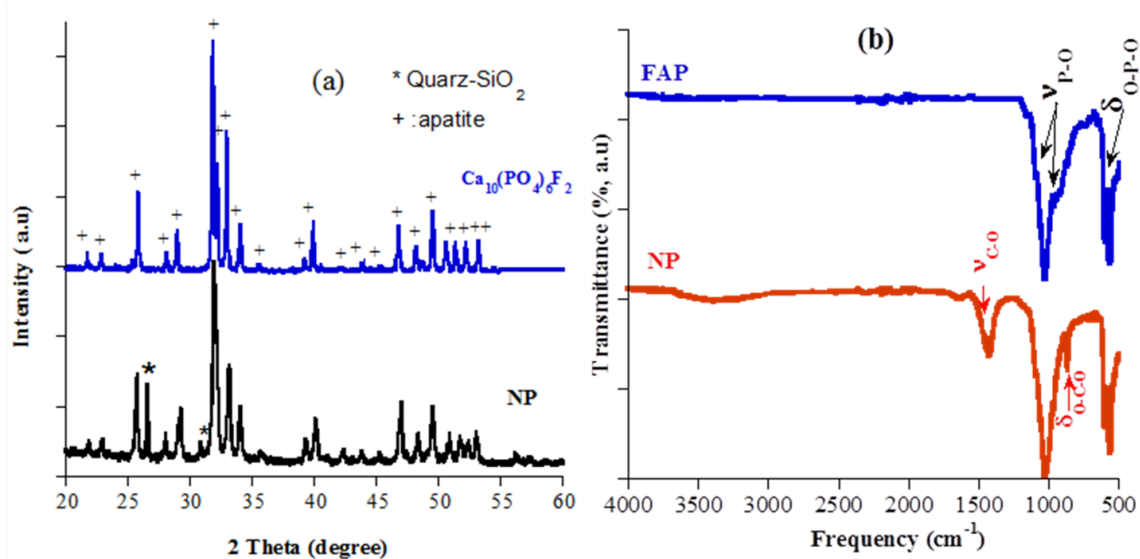 (a)
* Quarz-SiO2
+ :apatite
Ca10(PO4)6F2
NP
Intensity ( a.u)
20 25 30 35 40 45 50 55 60
2 Theta (degree)
(b)
FAP
νP-O
δO-P-O
NP
νC-O
δO-C-O
Transmittance (%, a.u)
4000 3500 3000 2500 2000 1500 1000 500
Frequency (cm-1)